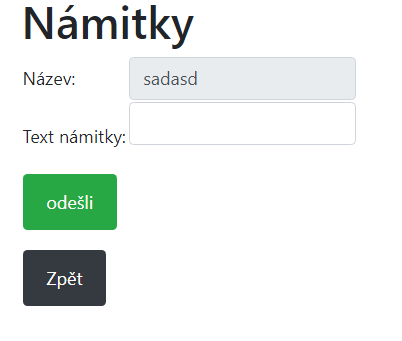 Námitky
Název: sadasd
Text námitky:
odešli
Zpět